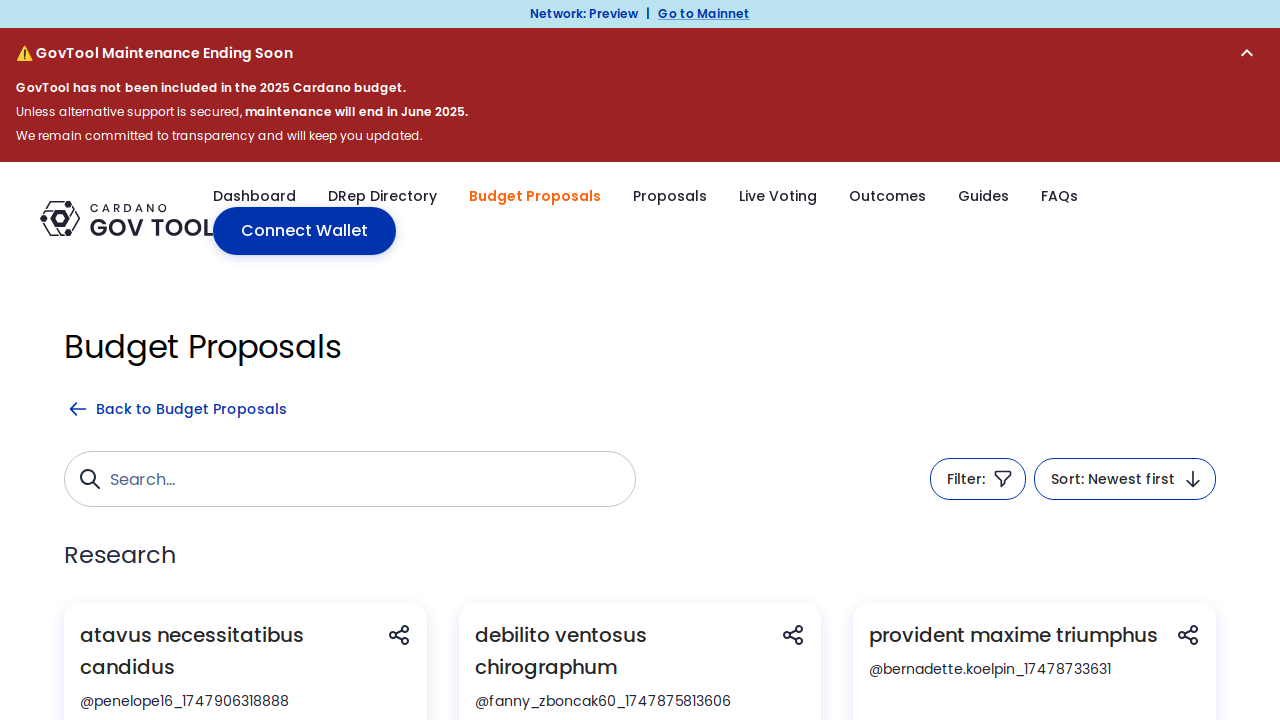 Network: Preview | Go to Mainnet
⚠️ GovTool Maintenance Ending Soon
GovTool has not been included in the 2025 Cardano budget.
Unless alternative support is secured, maintenance will end in June 2025.
We remain committed to transparency and will keep you updated.
CARDANO
GOV TOOL
Dashboard DRep Directory Budget Proposals Proposals Live Voting Outcomes Guides FAQs
Connect Wallet
Budget Proposals
Back to Budget Proposals
Search...
Filter:
Sort: Newest first
Research
atavus necessitatibus
candidus
@penelope16_1747906318888
debilito ventosus
chirographum
@fanny_zboncak60_1747875813606
provident maxime triumphus
@bernadette.koelpin_17478733631